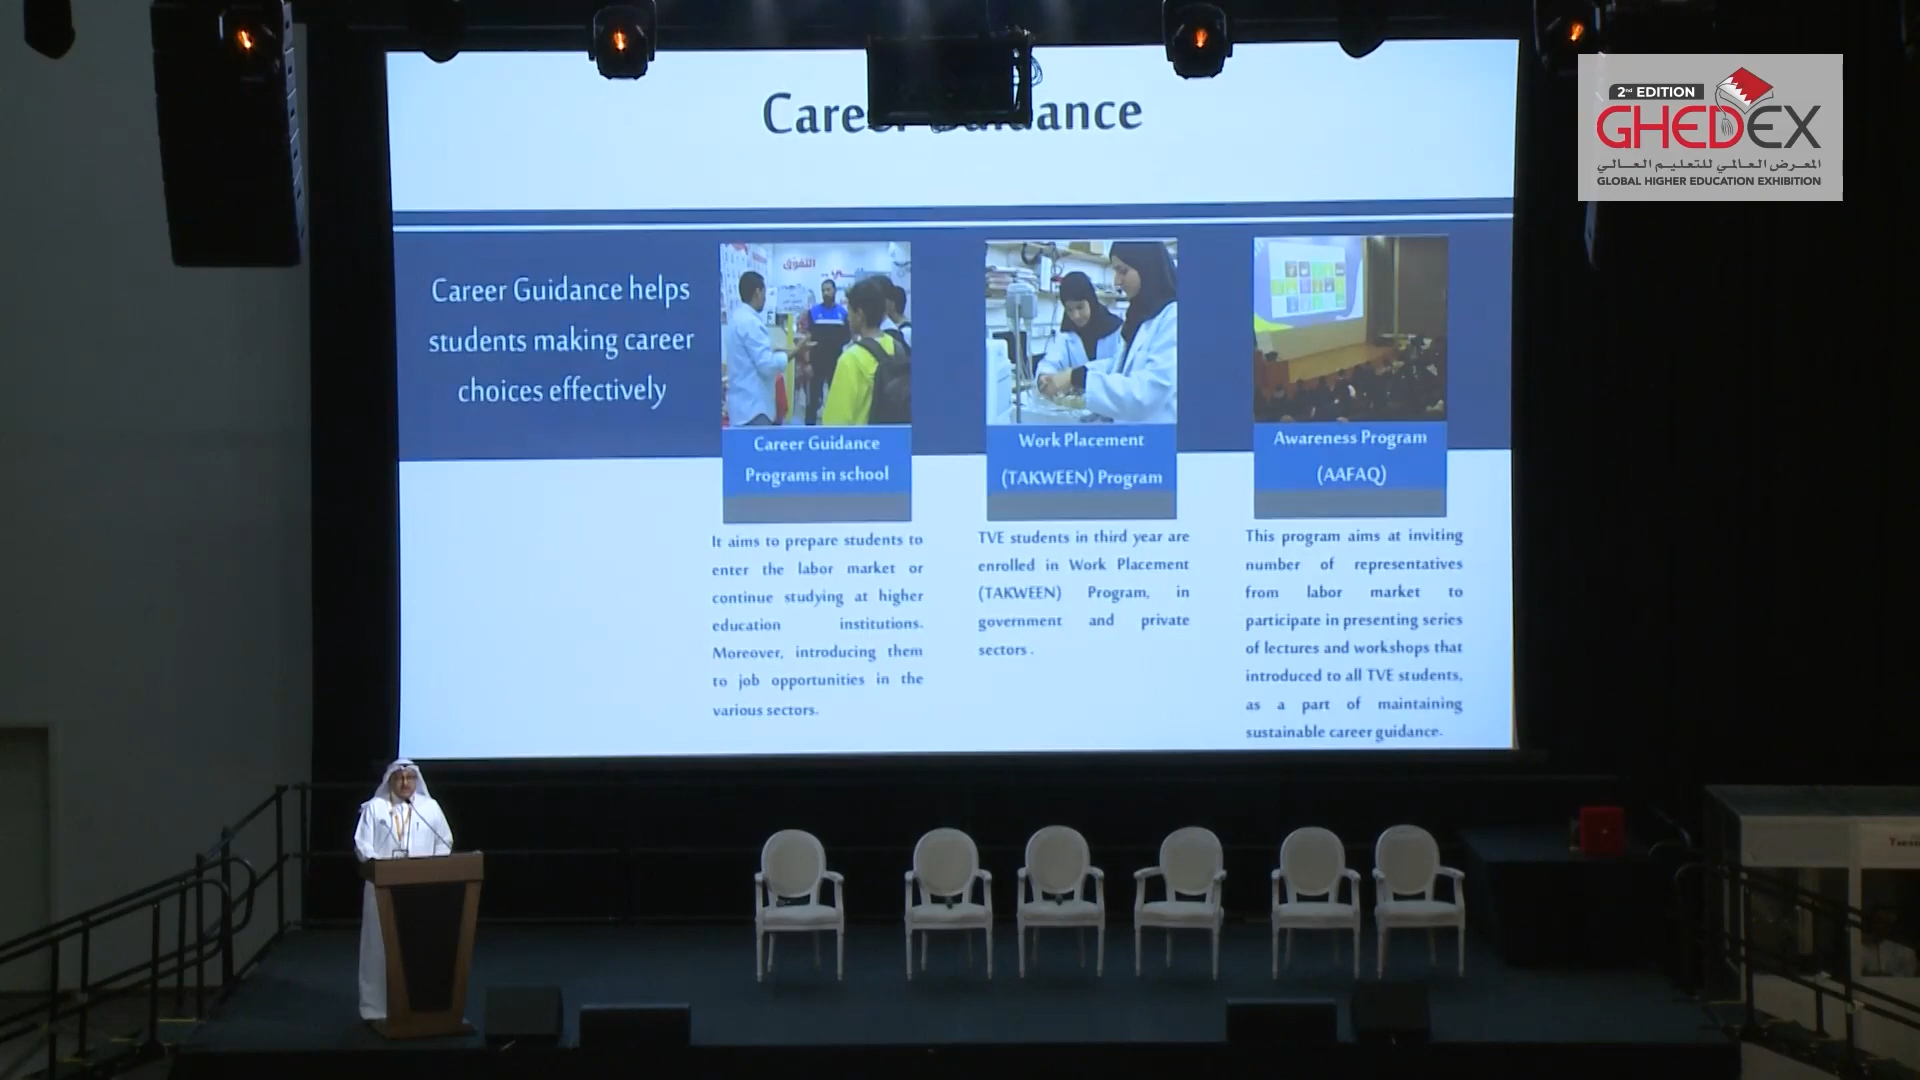 Career Guidance
2nd EDITION
GHEDEX
المعرض العالمي للتعليم العالي
GLOBAL HIGHER EDUCATION EXHIBITION
Career Guidance helps
students making career
choices effectively
التفوق
Career Guidance
Programs in school
It aims to prepare students to
enter the labor market or
continue studying at higher
education institutions.
Moreover, introducing them
to job opportunities in the
various sectors.
Work Placement
(TAKWEEN) Program
TVE students in third year are
enrolled in Work Placement
(TAKWEEN) Program, in
government and private
sectors .
Awareness Program
(AAFAQ)
This program aims at inviting
number of representatives
from labor market to
participate in presenting series
of lectures and workshops that
introduced to all TVE students,
as a part of maintaining
sustainable career guidance.